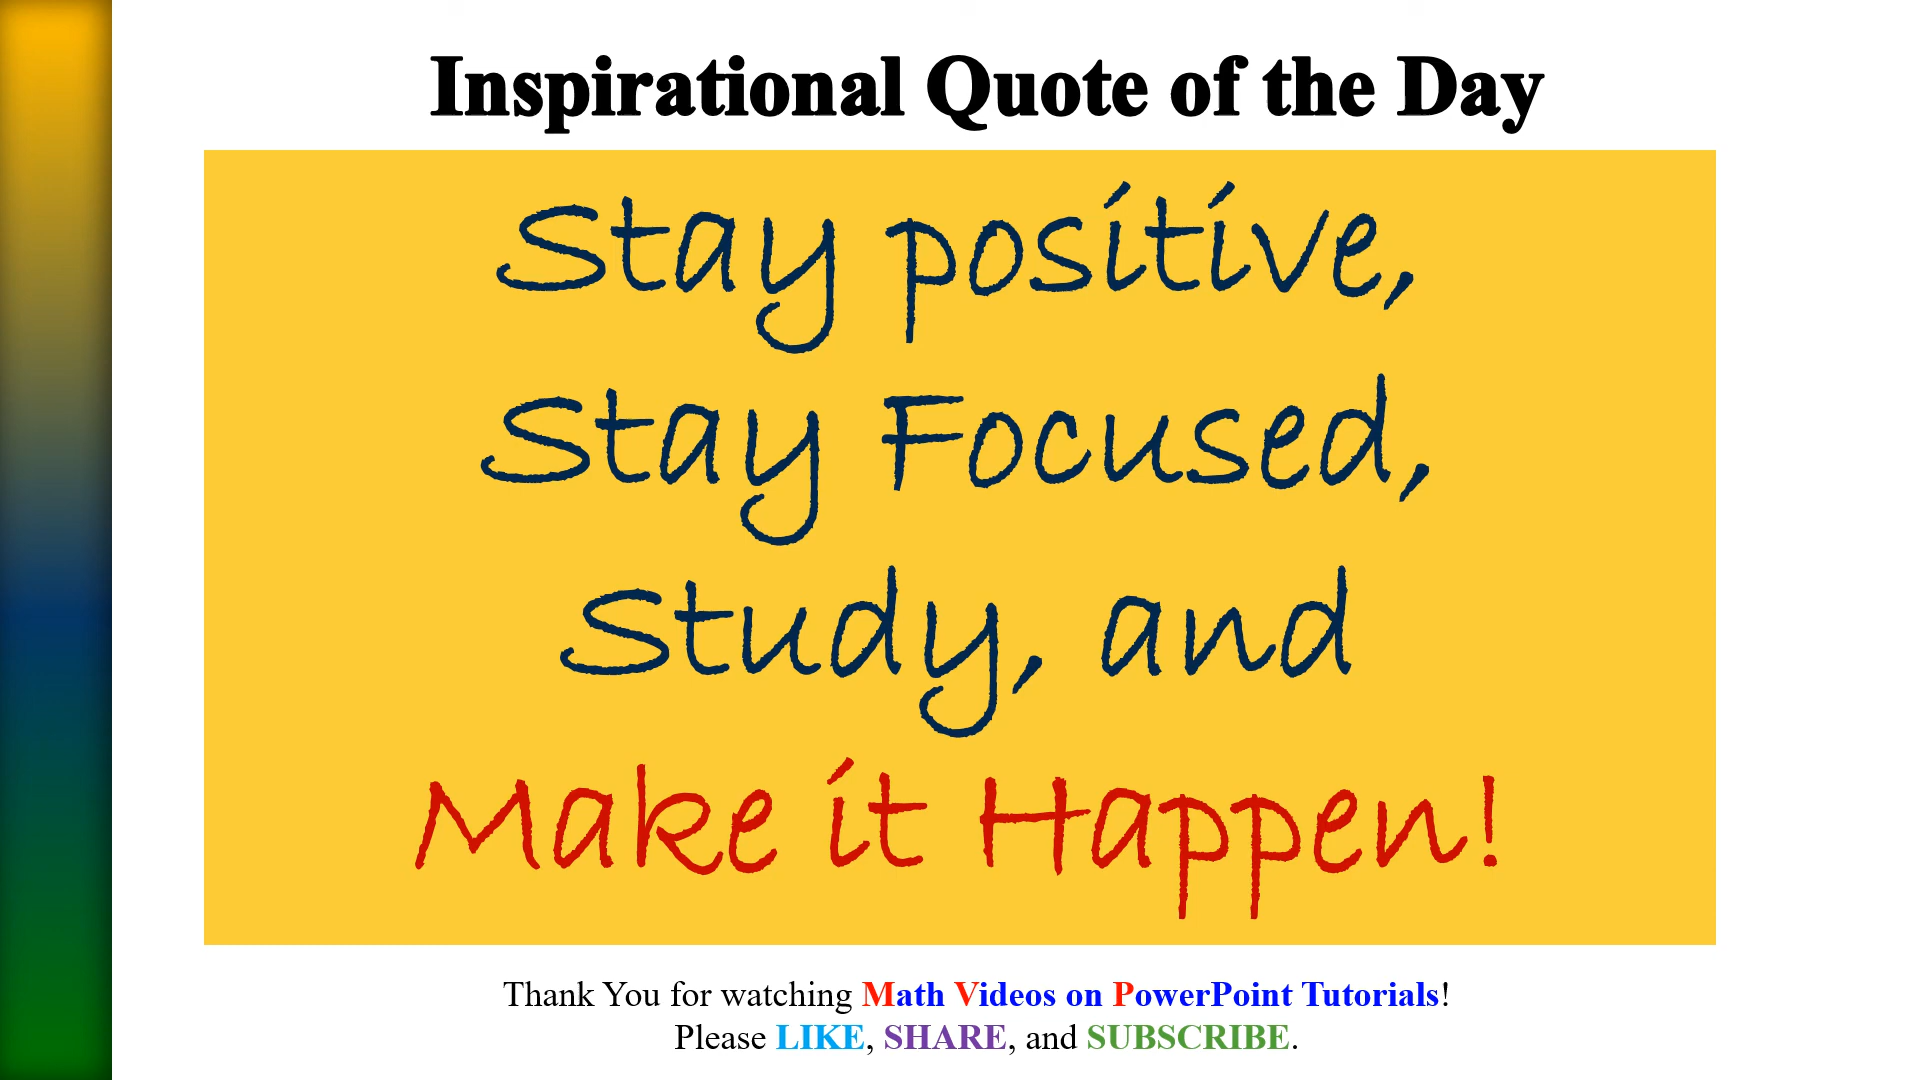 Inspirational Quote of the Day
Stay positive,
Stay Focused,
Study, and
Make it Happen!
Thank You for watching Math Videos on PowerPoint Tutorials!
Please LIKE, SHARE, and SUBSCRIBE.